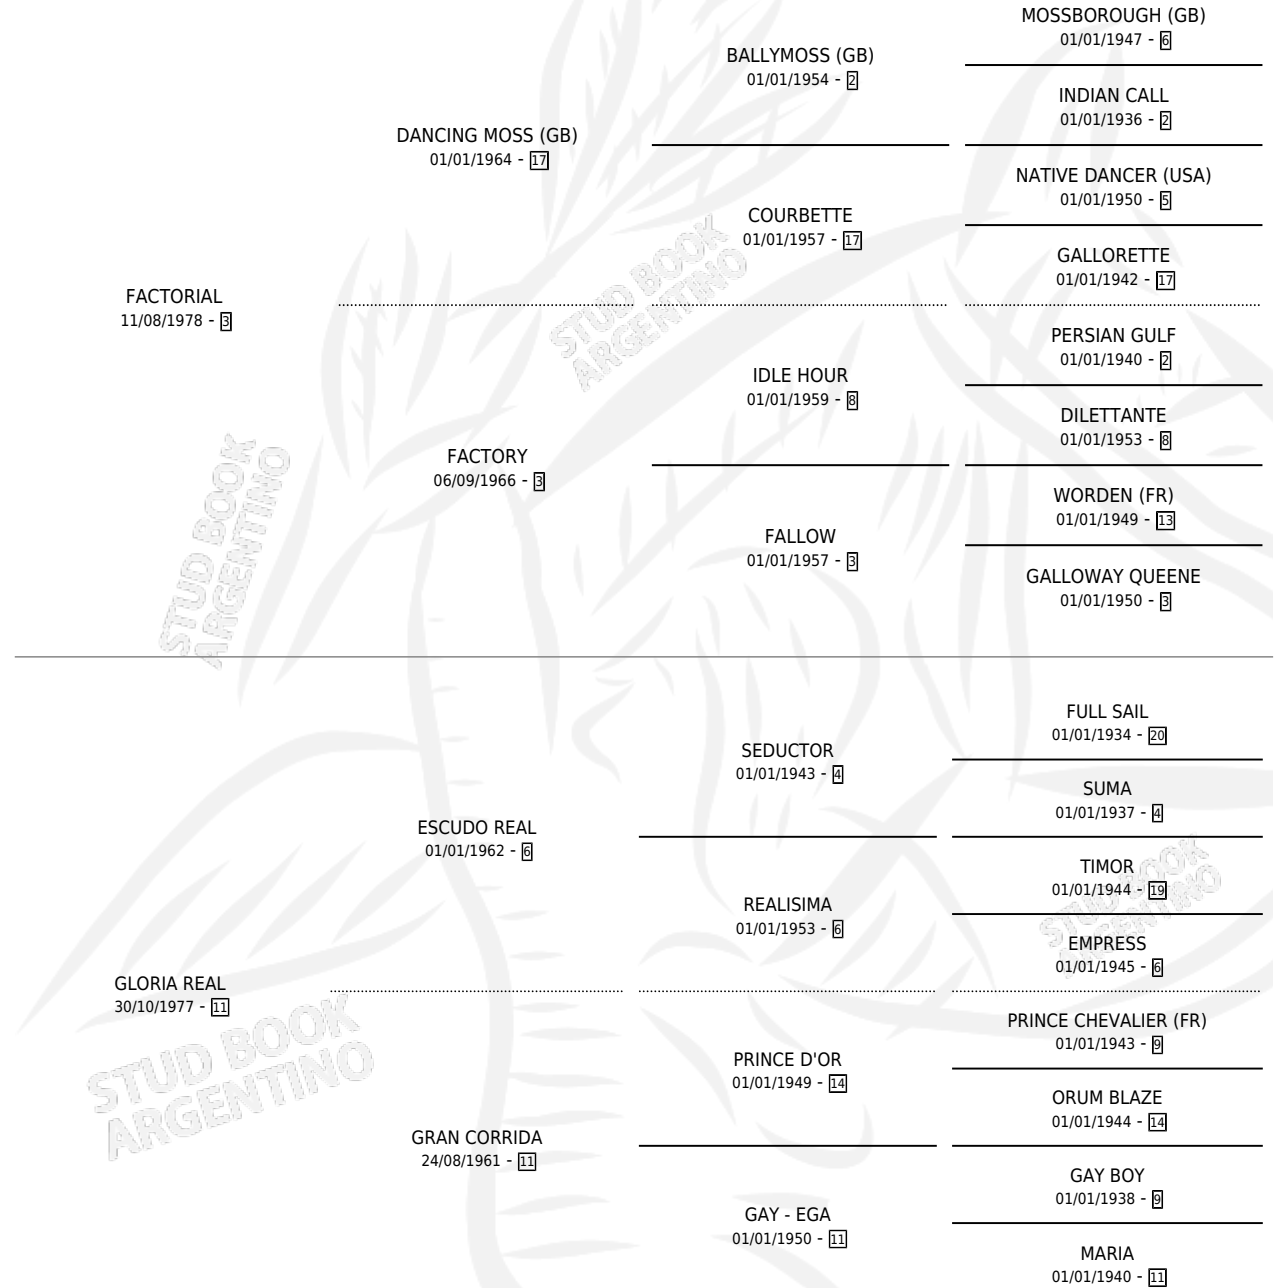 MOSSBOROUGH (GB)
01/01/1947 - 6
BALLYMOSS (GB)
01/01/1954 - 2
INDIAN CALL
01/01/1936 - 2
DANCING MOSS (GB)
01/01/1964 - 17
NATIVE DANCER (USA)
01/01/1950 - 5
COURBETTE
01/01/1957 - 17
GALLORETTE
01/01/1942 - 17
FACTORIAL
11/08/1978 - 3
PERSIAN GULF
01/01/1940 - 2
IDLE HOUR
01/01/1959 - 8
DILETTANTE
01/01/1953 - 8
FACTORY
06/09/1966 - 3
WORDEN (FR)
01/01/1949 - 13
FALLOW
01/01/1957 - 3
GALLOWAY QUEENE
01/01/1950 - 3
FULL SAIL
01/01/1934 - 20
SEDUCTOR
01/01/1943 - 4
SUMA
01/01/1937 - 4
ESCUDO REAL
01/01/1962 - 6
TIMOR
01/01/1944 - 19
REALISIMA
01/01/1953 - 6
EMPRESS
01/01/1945 - 6
GLORIA REAL
30/10/1977 - 11
PRINCE CHEVALIER (FR)
01/01/1943 - 9
PRINCE D'OR
01/01/1949 - 14
ORUM BLAZE
01/01/1944 - 14
GRAN CORRIDA
24/08/1961 - 11
GAY BOY
01/01/1938 - 9
GAY - EGA
01/01/1950 - 11
MARIA
01/01/1940 - 11
STUD BOOK
ARGENTINO
STUD BOOK
ARGENTINO
STUD BOOK
ARGENTINO
STUD BOOK
ARGENTINO